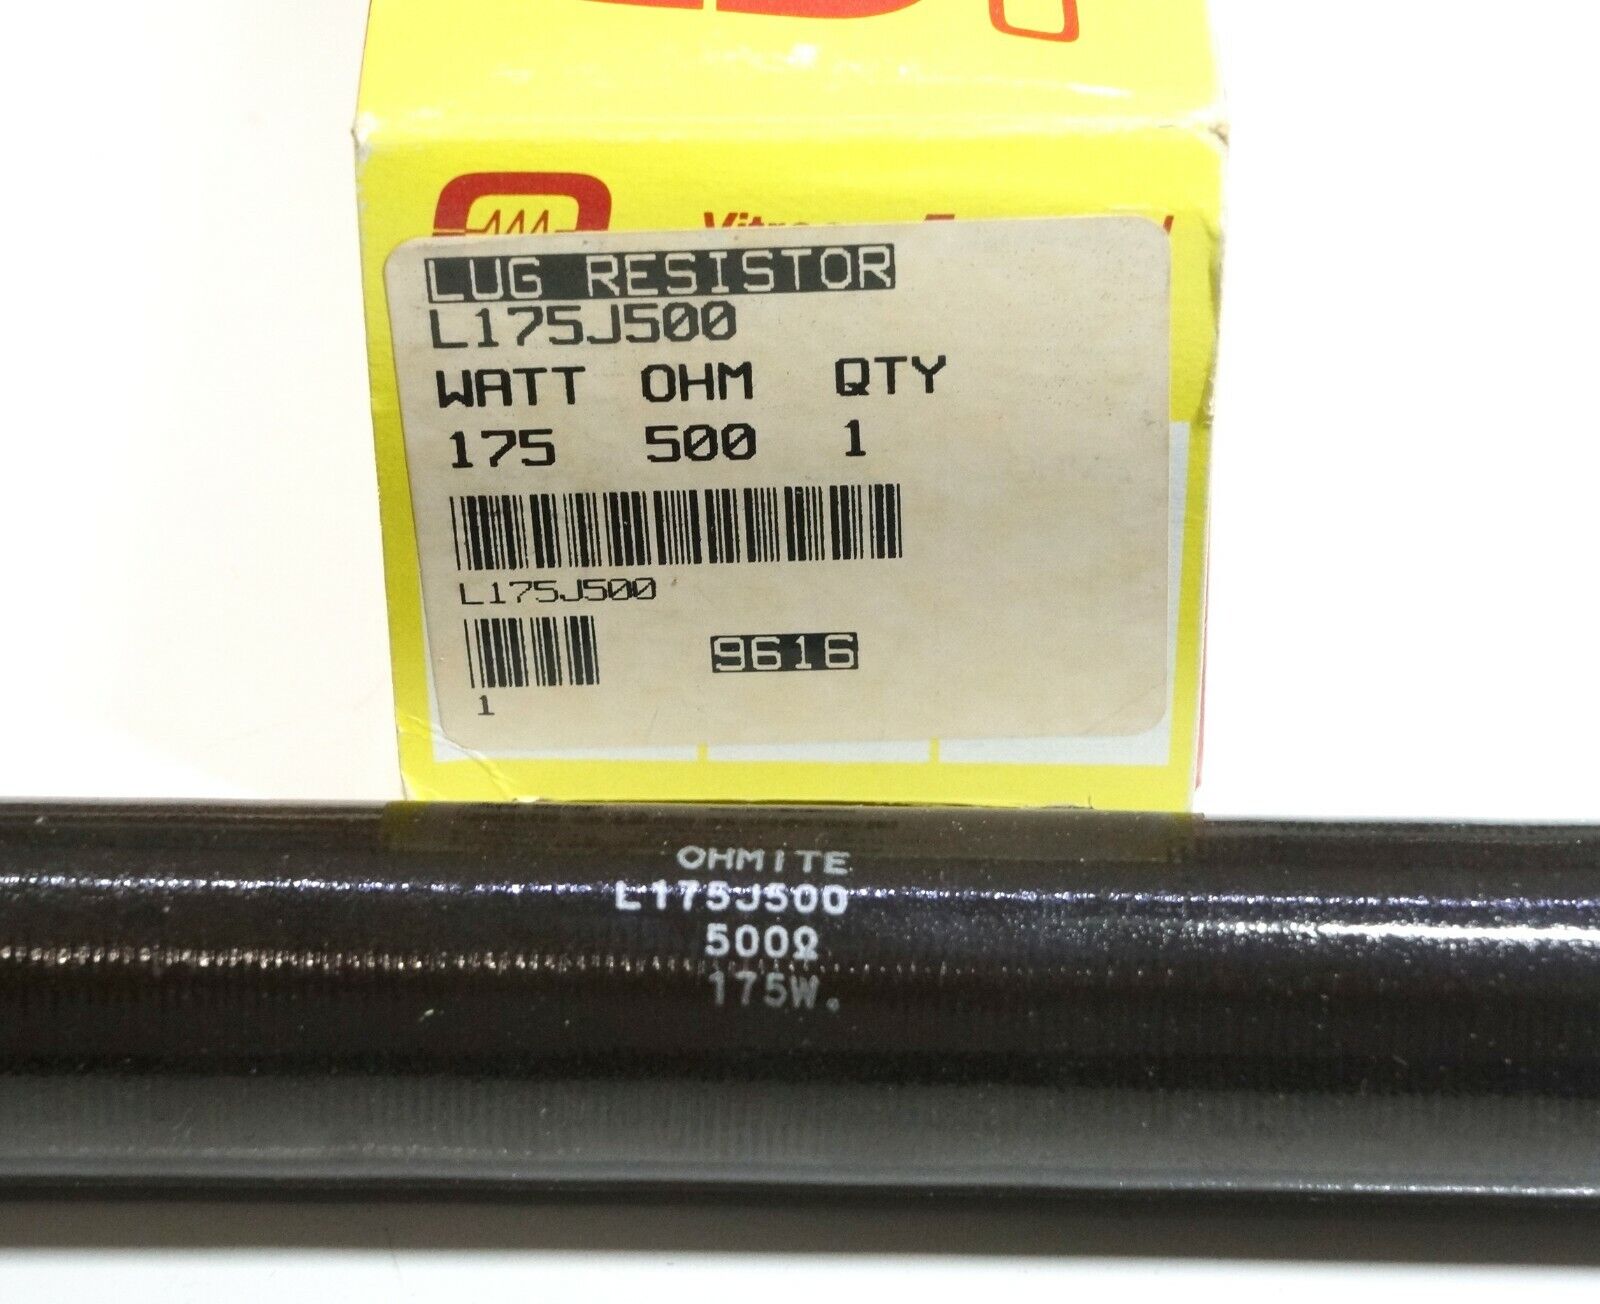 LUG RESISTOR
L175J500
WATT OHM QTY
175 500 1
L175J500
9616
1
OHMITE
L175J500
500Ω
175W.